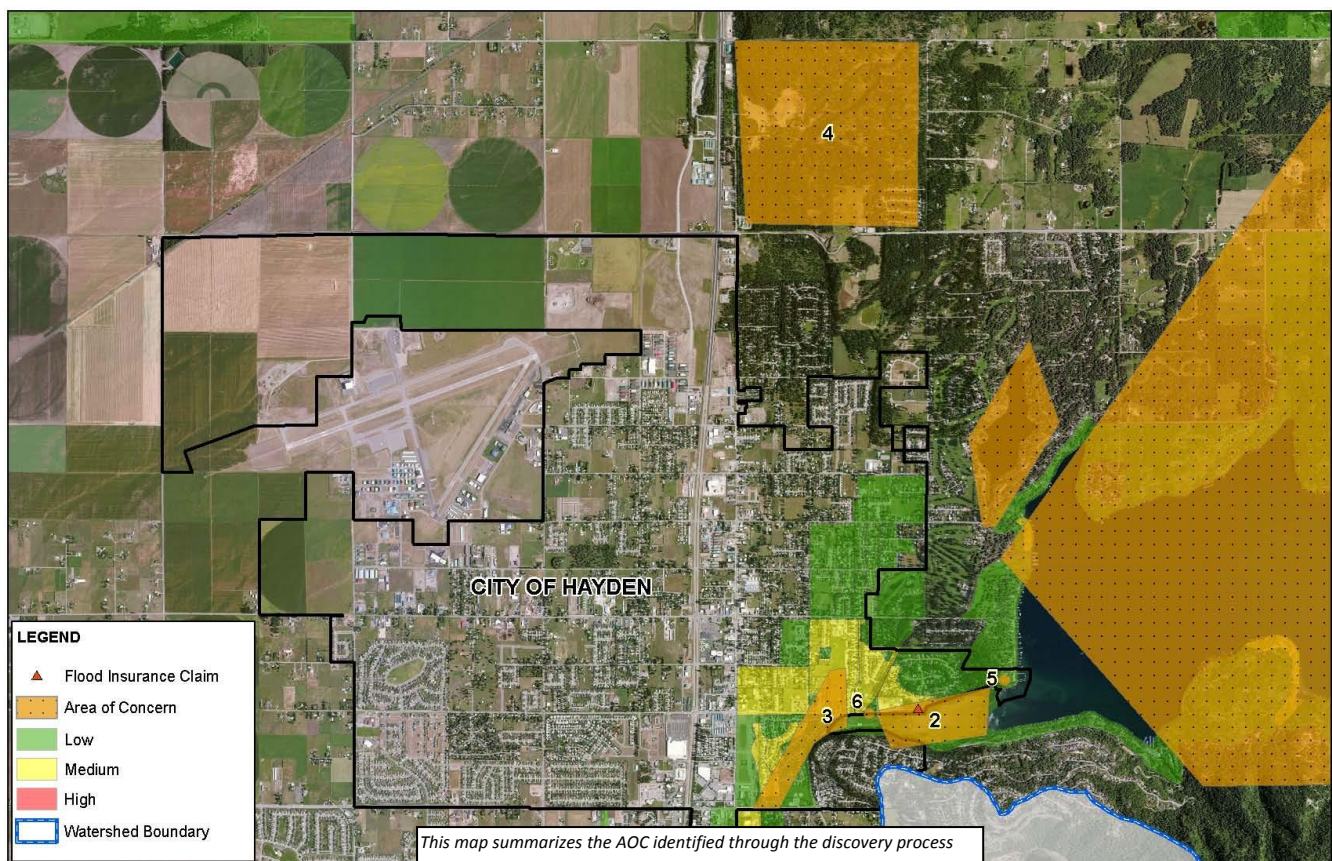 4
CITY OF HAYDEN
LEGEND
Flood Insurance Claim
Area of Concern
Low
Medium
High
Watershed Boundary
5
6
3
2
This map summarizes the AOC identified through the discovery process